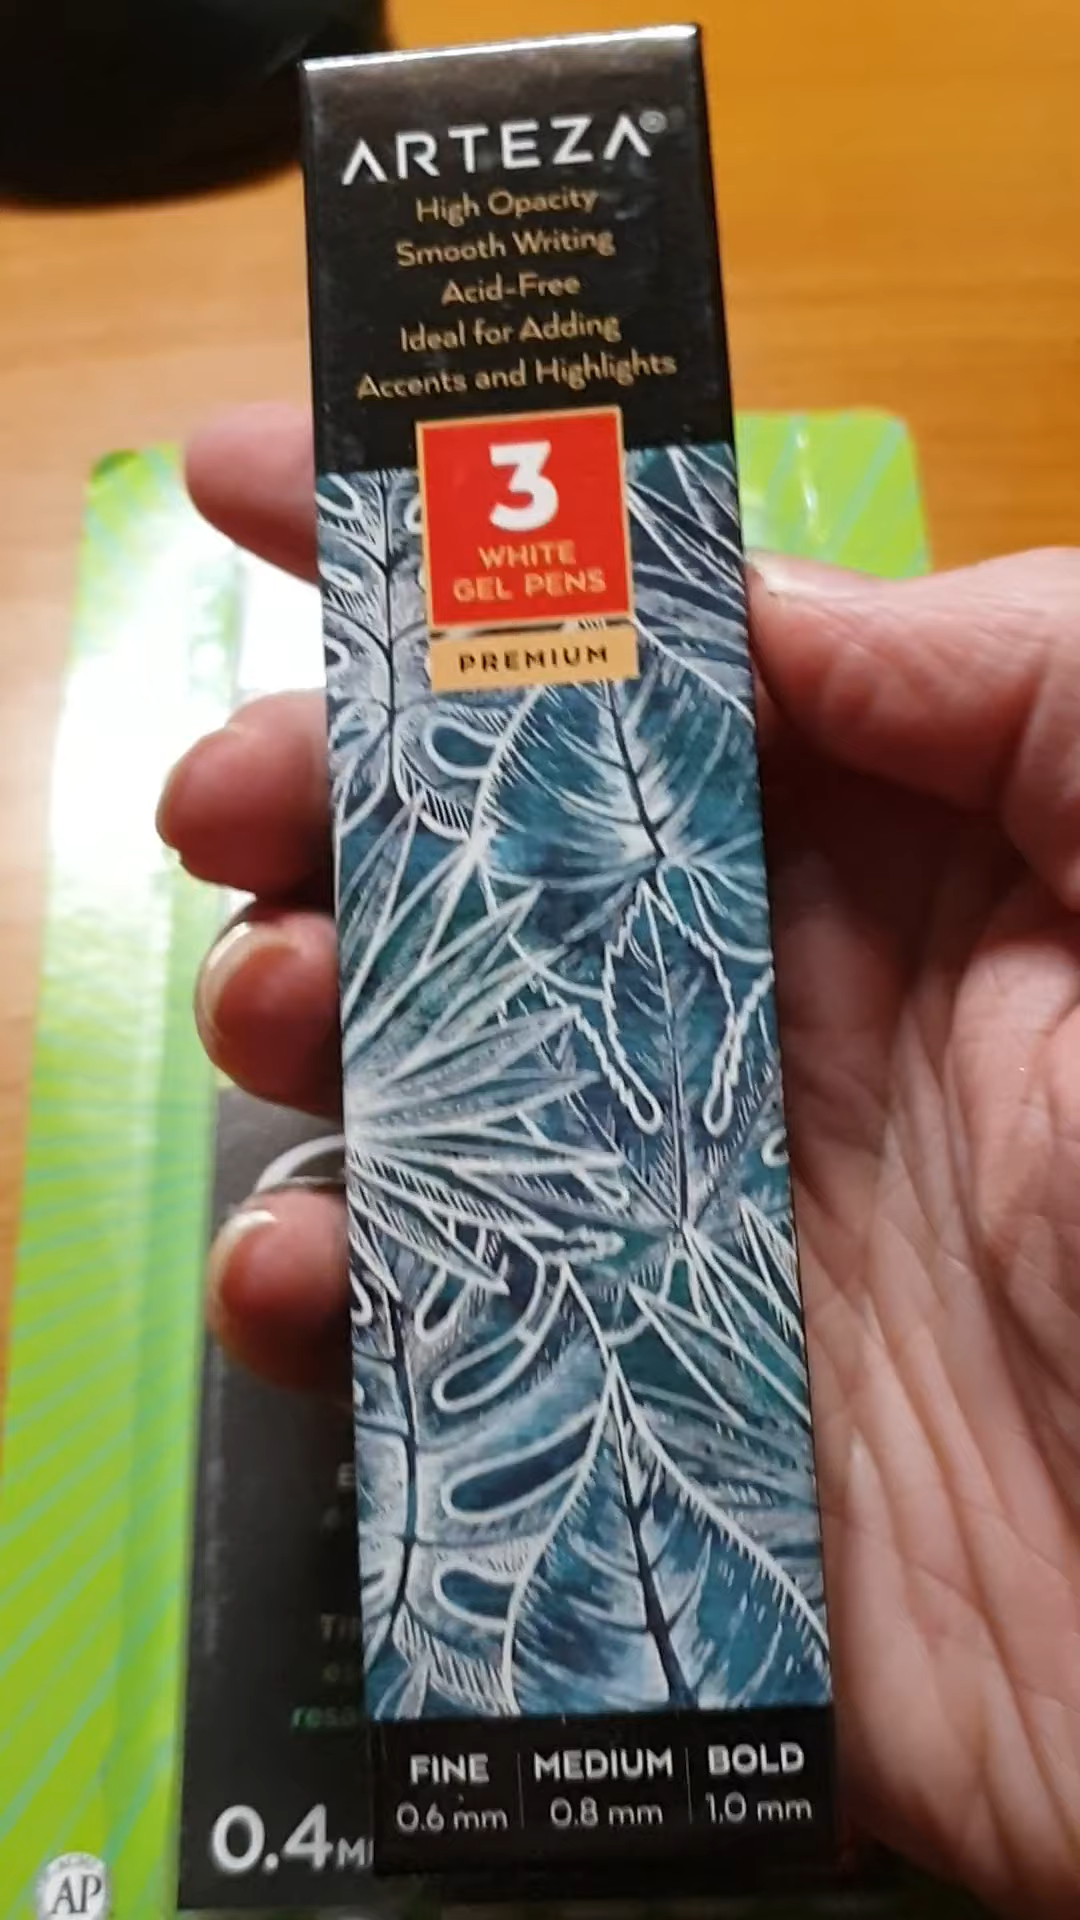 ARTEZA®
High Opacity
Smooth Writing
Acid-Free
Ideal for Adding
Accents and Highlights
3
WHITE
GEL PENS
PREMIUM
FINE MEDIUM BOLD
0.6 mm 0.8 mm 1.0 mm
0.4
AP